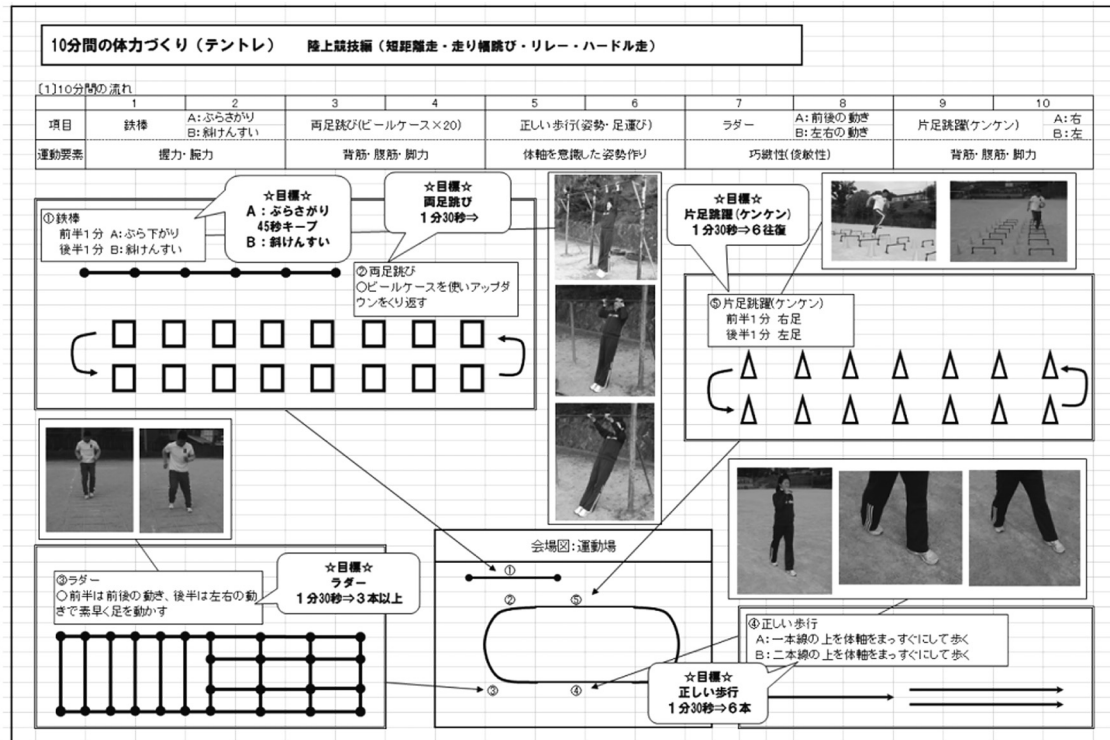 10分間の体力づくり（テントレ）　陸上競技編（短距離走・走り幅跳び・リレー・ハードル走）
[1]10分間の流れ
1 2 3 4 5 6 7 8 9 10
項目
鉄棒
A:ぶらさがり
B:斜けんすい
両足跳び(ビールケース×20)
正しい歩行(姿勢・足運び)
ラダー
A:前後の動き
B:左右の動き
片足跳躍(ケンケン)
A:右
B:左
運動要素 握力・腕力 背筋・腹筋・脚力 体軸を意識した姿勢作り 巧緻性(俊敏性) 背筋・腹筋・脚力
①鉄棒
前半1分 A:ぶら下がり
後半1分 B:斜けんすい
☆目標☆
A：ぶらさがり
45秒キープ
B：斜けんすい
☆目標☆
両足跳び
1分30秒⇒
②両足跳び
○ビールケースを使いアップダ
ウンをくり返す
☆目標☆
片足跳躍(ケンケン)
1分30秒⇒6往復
⑤片足跳躍(ケンケン)
前半1分 右足
後半1分 左足
③ラダー
○前半は前後の動き、後半は左右の動
きで素早く足を動かす
☆目標☆
ラダー
1分30秒⇒3本以上
会場図:運動場
①
② ⑤
③ ④
④正しい歩行
A:一本線の上を体軸をまっすぐにして歩く
B:二本線の上を体軸をまっすぐにして歩く
☆目標☆
正しい歩行
1分30秒⇒6本